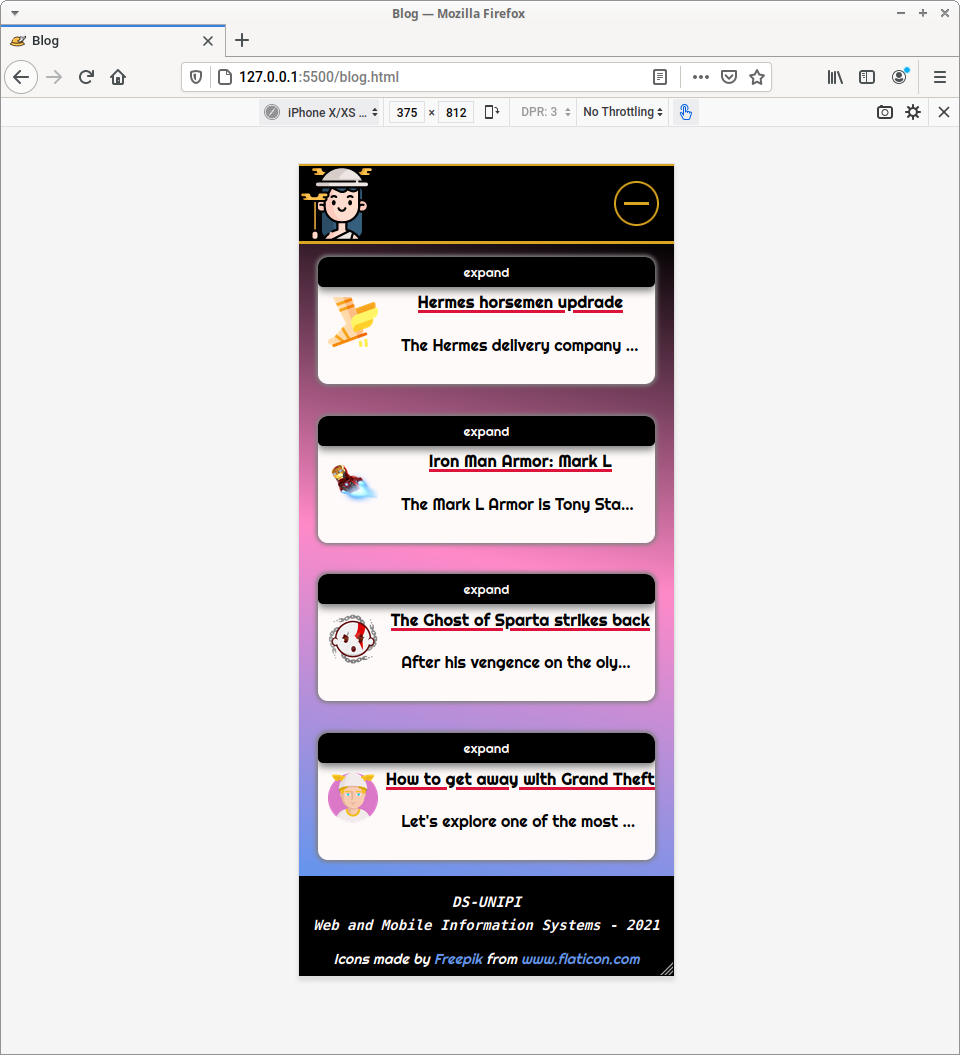 Blog — Mozilla Firefox
Blog
127.0.0.1:5500/blog.html
iPhone X/XS ... 375 × 812 DPR: 3 No Throttling
expand
Hermes horsemen updrade
The Hermes delivery company ...
expand
Iron Man Armor: Mark L
The Mark L Armor is Tony Sta...
expand
The Ghost of Sparta strikes back
After his vengence on the oly...
expand
How to get away with Grand Theft
Let's explore one of the most ...
DS-UNIPI
Web and Mobile Information Systems - 2021
Icons made by Freepik from www.flaticon.com